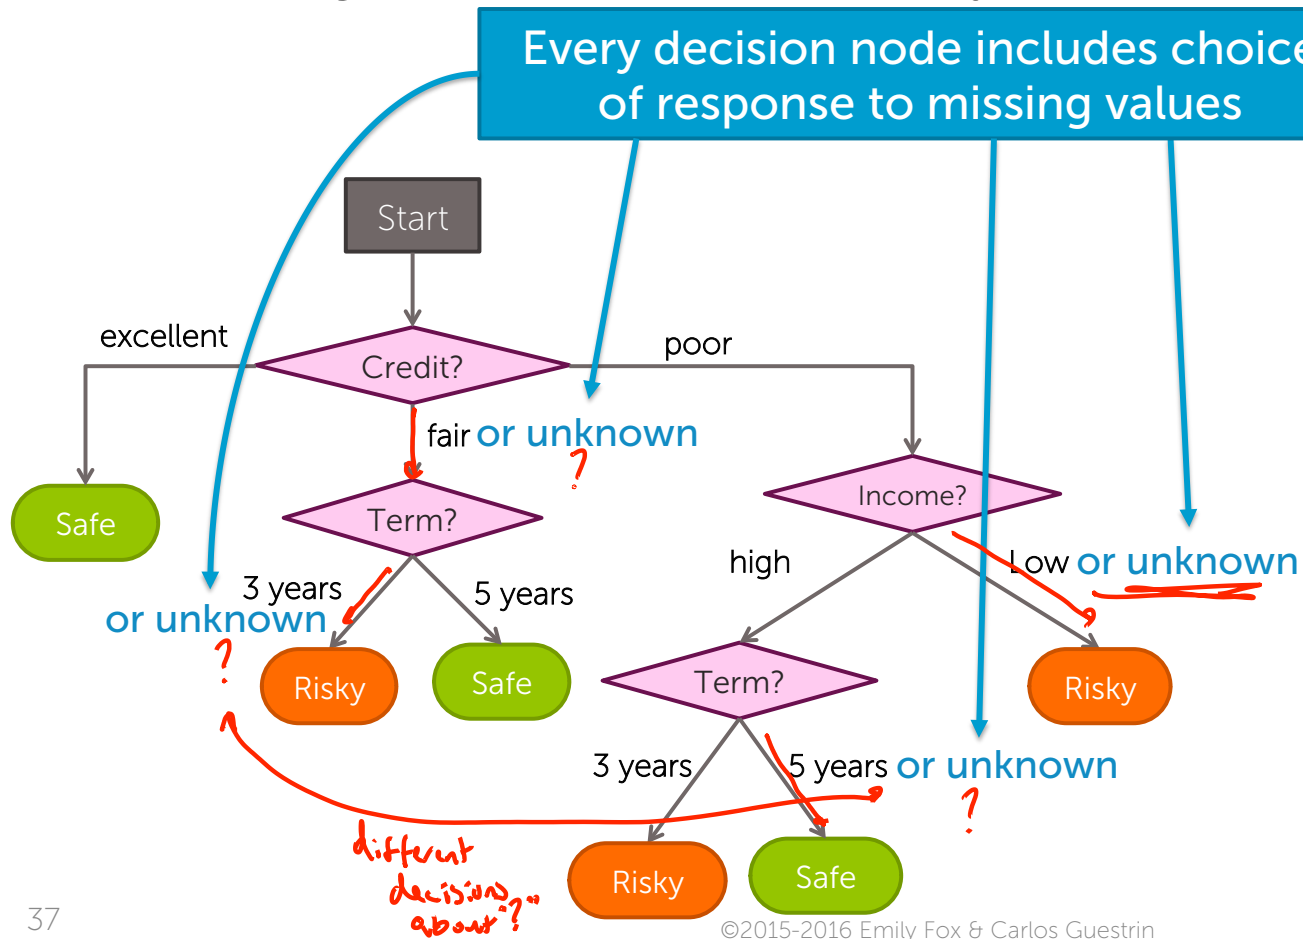 Every decision node includes choice
of response to missing values
Start
excellent
Credit?
poor
fair or unknown
?
Safe
Term?
Income?
3 years
or unknown
?
5 years
high
Low or unknown
Risky
Safe
Term?
Risky
3 years
5 years or unknown
?
different
decisions
about "?"
Risky
Safe
37
©2015-2016 Emily Fox & Carlos Guestrin